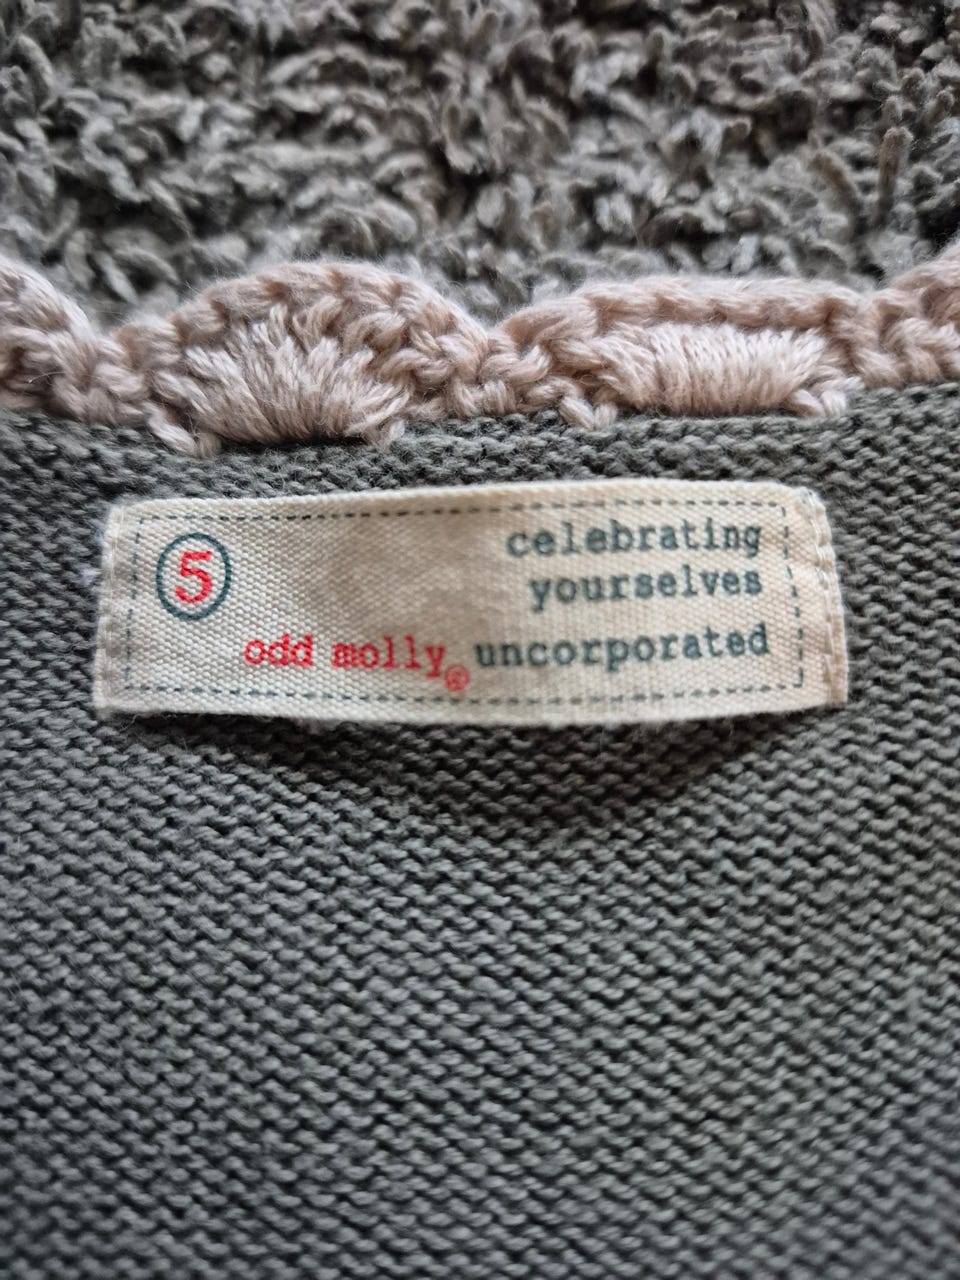 5
celebrating
yourselves
odd molly® uncorporated